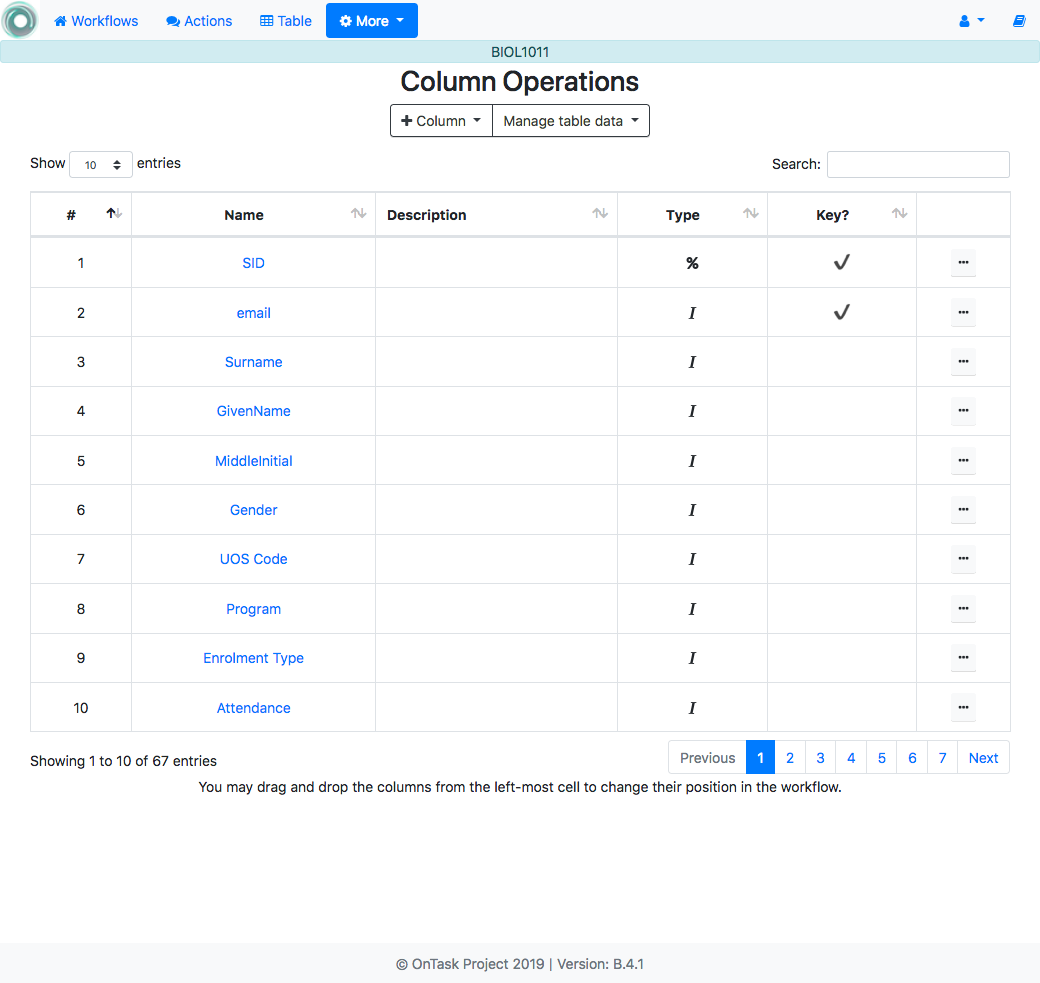 Workflows Actions Table More
BIOL1011
Column Operations
Column Manage table data
Show 10 entries Search:
# Name Description Type Key?
1 SID %
2 email I
3 Surname I
4 GivenName I
5 MiddleInitial I
6 Gender I
7 UOS Code I
8 Program I
9 Enrolment Type I
10 Attendance I
Showing 1 to 10 of 67 entries Previous 1 2 3 4 5 6 7 Next
You may drag and drop the columns from the left-most cell to change their position in the workflow.
© OnTask Project 2019 | Version: B.4.1